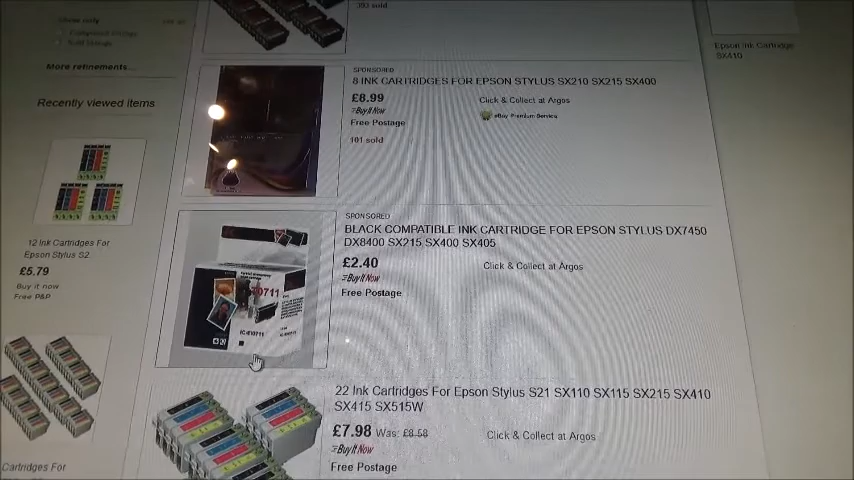 393 sold
Show only
More refinements...
Epson Ink Cartridge
SX410
SPONSORED
8 INK CARTRIDGES FOR EPSON STYLUS SX210 SX215 SX400
£6.99
Buy It Now
Free Postage
101 sold
Click & Collect at Argos
eBay Premium Service
Recently viewed items
12 Ink Cartridges For
Epson Stylus S2
£5.79
Buy it now
Free P&P
SPONSORED
BLACK COMPATIBLE INK CARTRIDGE FOR EPSON STYLUS DX7450
DX8400 SX215 SX400 SX405
£2.40
Buy It Now
Free Postage
Click & Collect at Argos
22 Ink Cartridges For Epson Stylus S21 SX110 SX115 SX215 SX410
SX415 SX515W
£7.98 Was: £8.58
Buy It Now
Free Postage
Click & Collect at Argos
Cartridges For